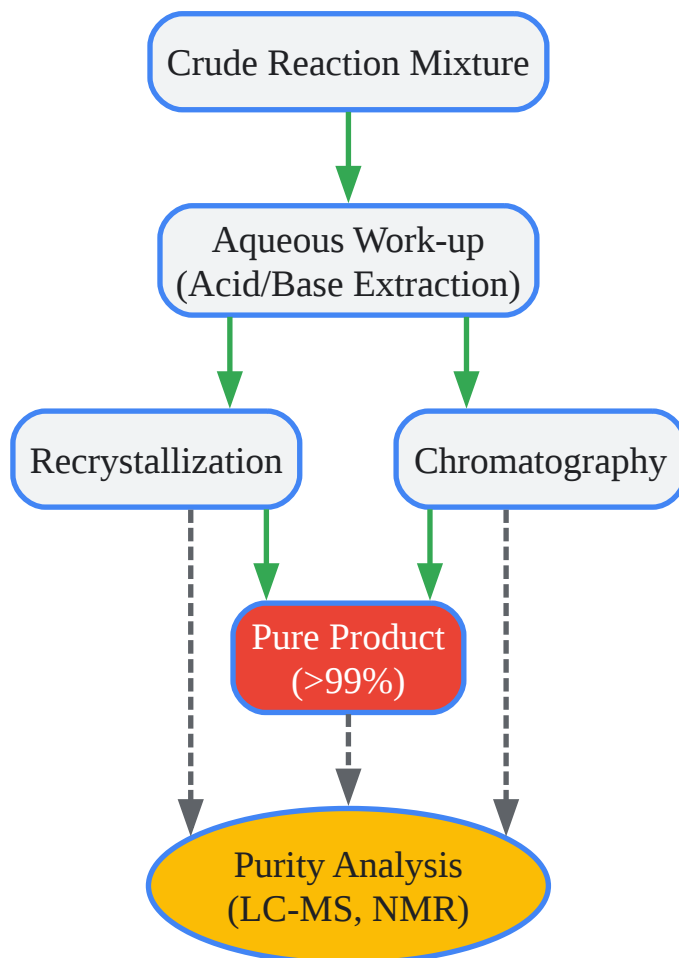 Crude Reaction Mixture
Aqueous Work-up
(Acid/Base Extraction)
Recrystallization
Chromatography
Pure Product
(>99%)
Purity Analysis
(LC-MS, NMR)